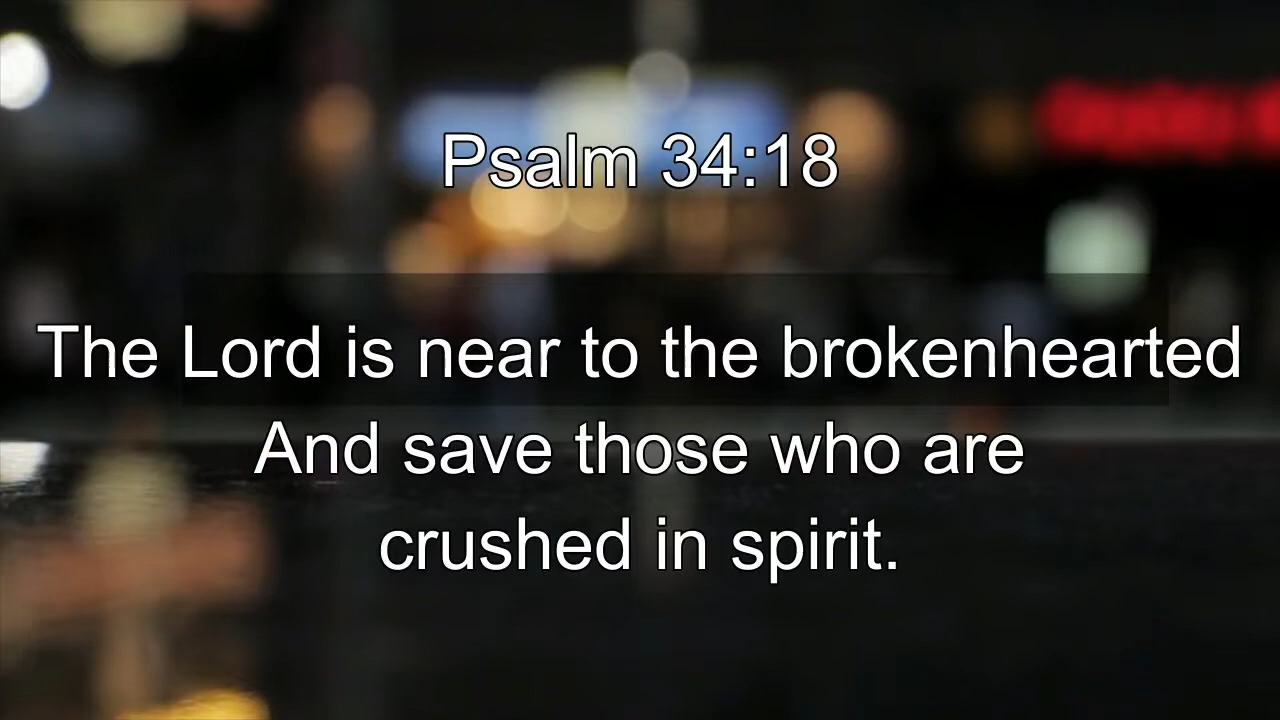 Psalm 34:18
The Lord is near to the brokenhearted
And save those who are
crushed in spirit.